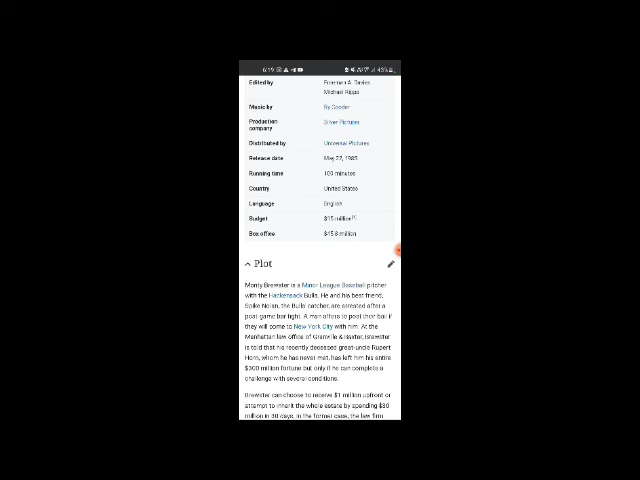 6:19
43%
Edited by Freeman A. Davies
Michael Ripps
Music by Ry Cooder
Production company Silver Pictures
Distributed by Universal Pictures
Release date May 22, 1985
Running time 100 minutes
Country United States
Language English
Budget $15 million[1]
Box office $45.8 million
Plot
Monty Brewster is a Minor League Baseball pitcher
with the Hackensack Bulls. He and his best friend,
Spike Nolan, the Bulls' catcher, are arrested after a
post-game bar fight. A man offers to post their bail if
they will come to New York City with him. At the
Manhattan law office of Granville & Baxter, Brewster
is told that his recently deceased great-uncle Rupert
Horn, whom he has never met, has left him his entire
$300 million fortune but only if he can complete a
challenge with several conditions.
Brewster can choose to receive $1 million upfront or
attempt to inherit the whole estate by spending $30
million in 30 days. In the former case, the law firm